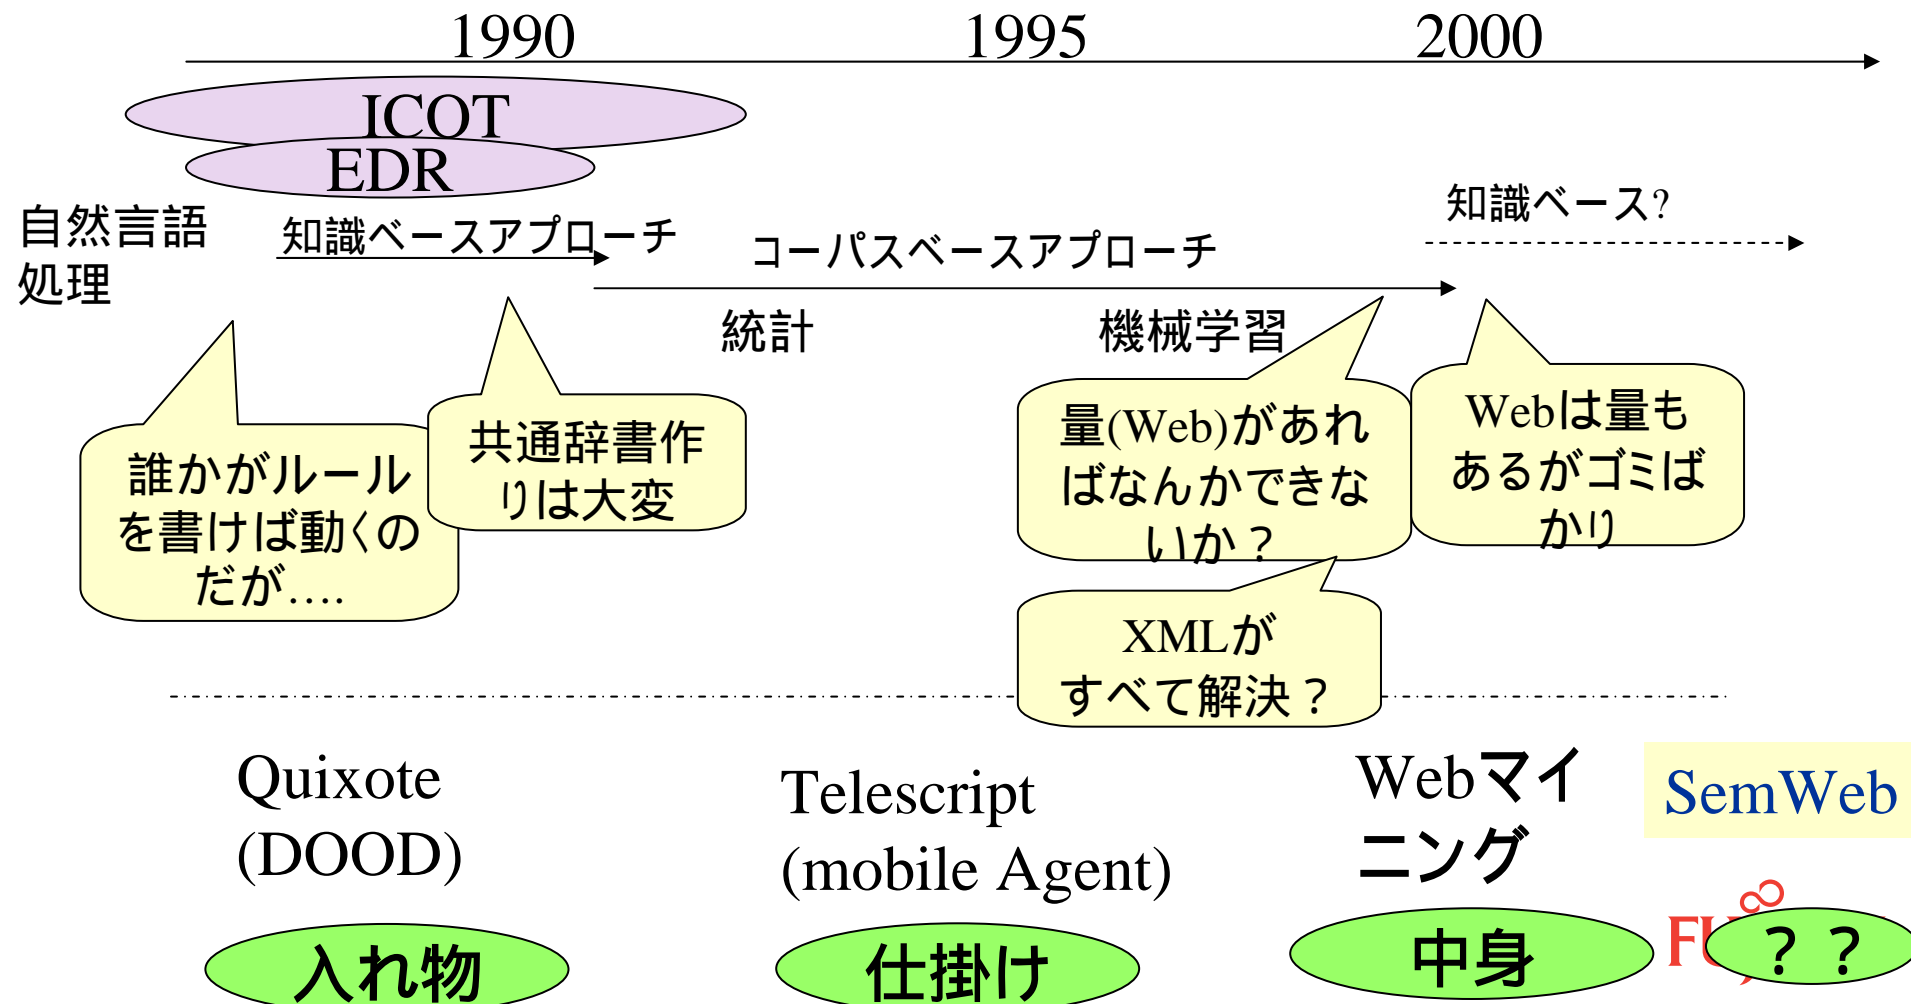 1990 1995 2000
ICOT
EDR
自然言語
処理
知識ベースアプローチ
コーパスベースアプローチ
知識ベース?
統計
機械学習
誰かがルール
を書けば動くの
だが....
共通辞書作
りは大変
量(Web)があれ
ばなんかできな
いか？
Webは量も
あるがゴミば
かり
XMLが
すべて解決？
Quixote
(DOOD)
Telescript
(mobile Agent)
Webマイ
ニング
SemWeb
入れ物
仕掛け
中身
？？